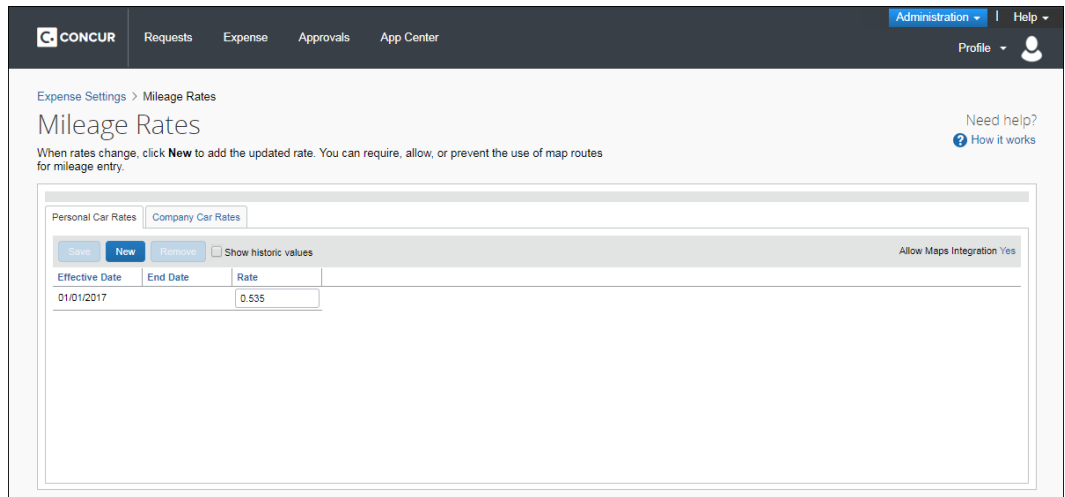 Administration | Help
C. CONCUR Requests Expense Approvals App Center
Profile
Expense Settings > Mileage Rates
Mileage Rates
Need help?
? How it works
When rates change, click New to add the updated rate. You can require, allow, or prevent the use of map routes
for mileage entry.
Personal Car Rates Company Car Rates
Save New Remove Show historic values Allow Maps Integration Yes
Effective Date End Date Rate
01/01/2017 0.535